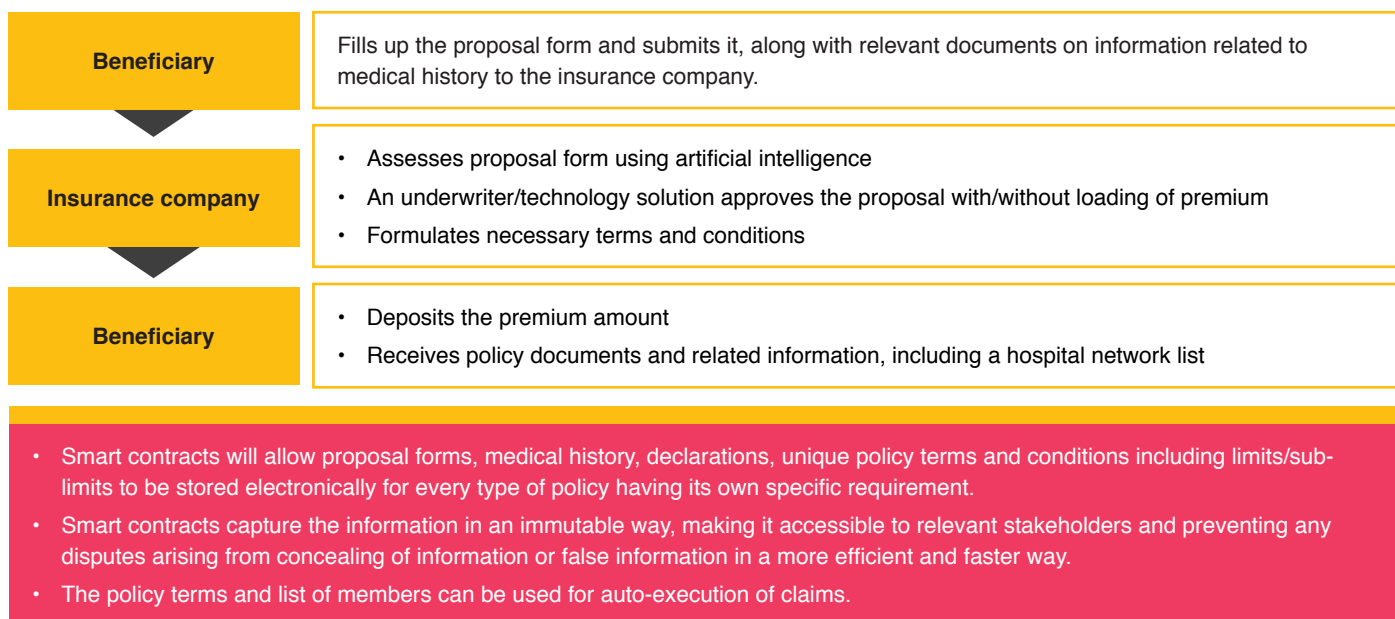 Beneficiary
Fills up the proposal form and submits it, along with relevant documents on information related to
medical history to the insurance company.
Insurance company
• Assesses proposal form using artificial intelligence
• An underwriter/technology solution approves the proposal with/without loading of premium
• Formulates necessary terms and conditions
Beneficiary
• Deposits the premium amount
• Receives policy documents and related information, including a hospital network list
• Smart contracts will allow proposal forms, medical history, declarations, unique policy terms and conditions including limits/sub-
limits to be stored electronically for every type of policy having its own specific requirement.
• Smart contracts capture the information in an immutable way, making it accessible to relevant stakeholders and preventing any
disputes arising from concealing of information or false information in a more efficient and faster way.
• The policy terms and list of members can be used for auto-execution of claims.